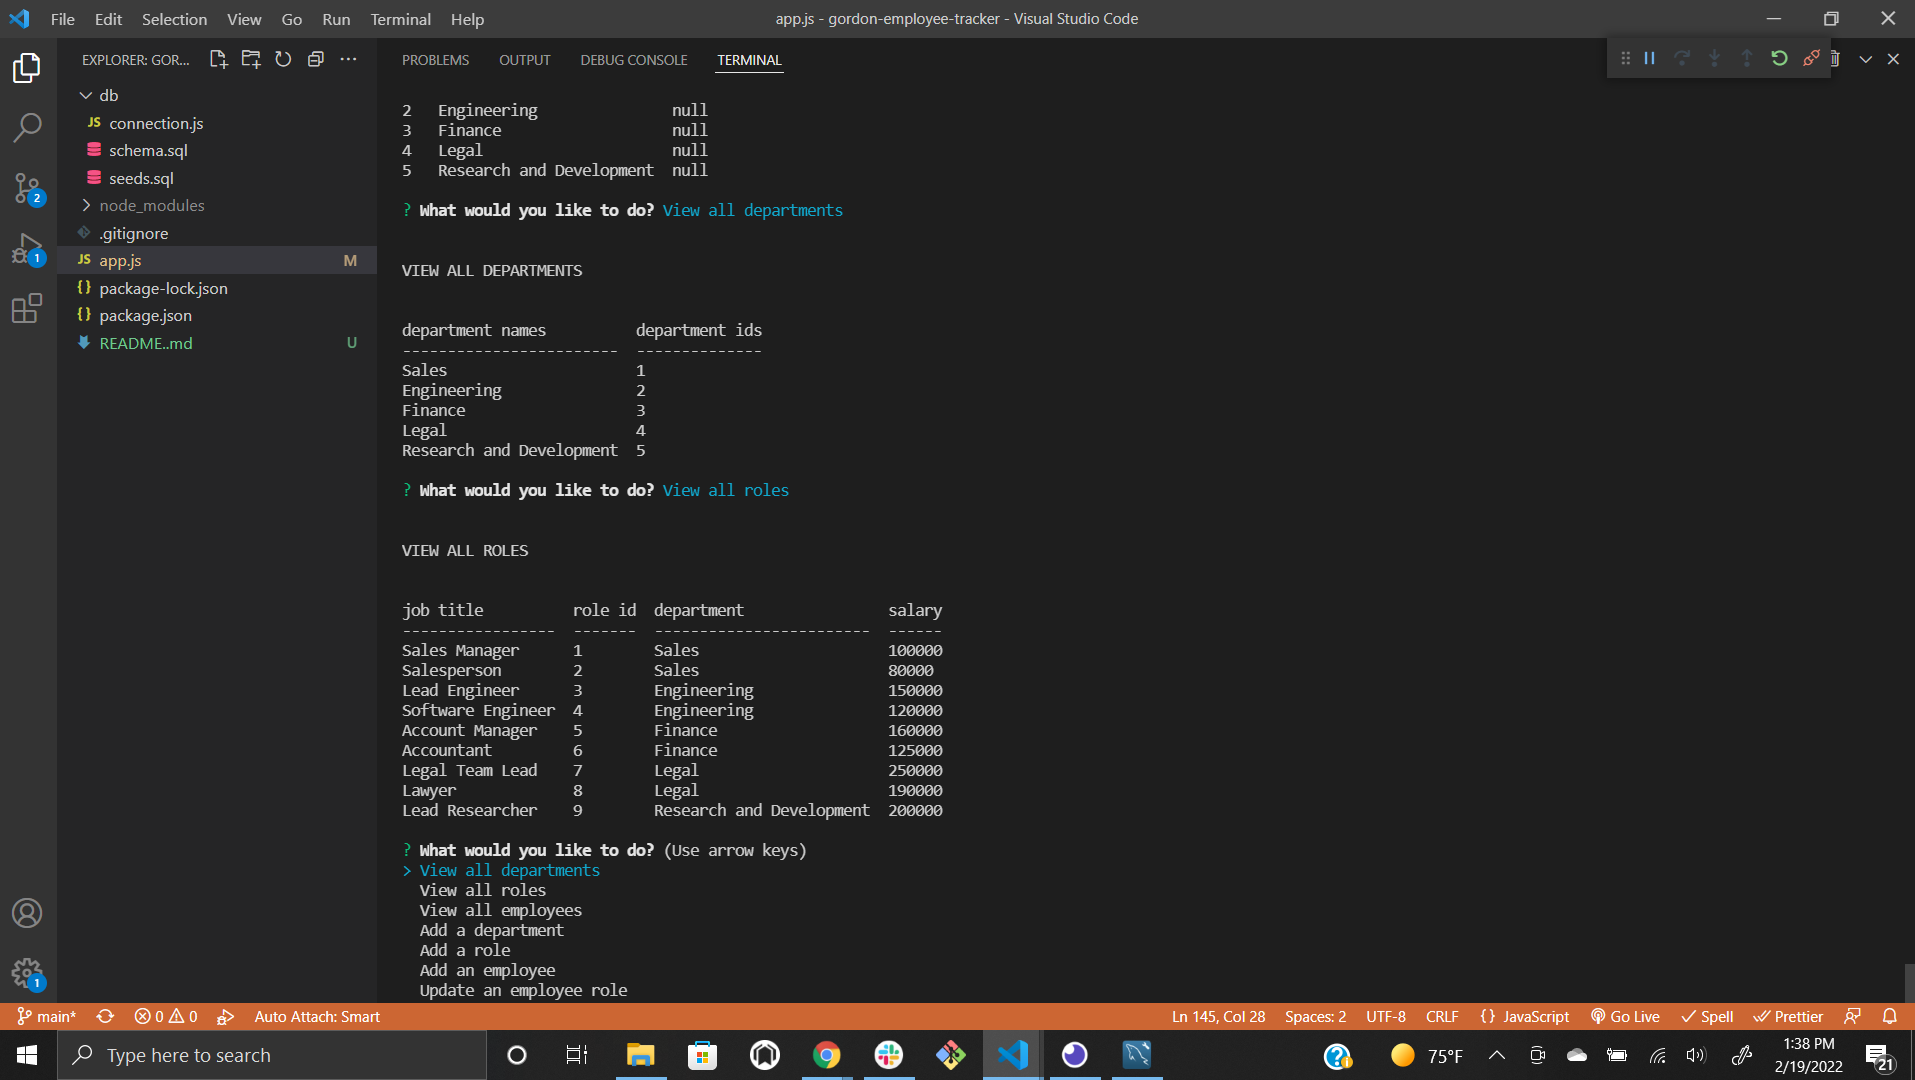 File Edit Selection View Go Run Terminal Help
app.js - gordon-employee-tracker - Visual Studio Code
EXPLORER: GOR...
db
JS connection.js
schema.sql
seeds.sql
node_modules
.gitignore
JS app.js M
{} package-lock.json
{} package.json
README..md U
2
1
1
PROBLEMS OUTPUT DEBUG CONSOLE TERMINAL
2 Engineering null
3 Finance null
4 Legal null
5 Research and Development null
? What would you like to do? View all departments
VIEW ALL DEPARTMENTS
department names department ids
------------------------ --------------
Sales 1
Engineering 2
Finance 3
Legal 4
Research and Development 5
? What would you like to do? View all roles
VIEW ALL ROLES
job title role id department salary
----------------- ------- ------------------------ ------
Sales Manager 1 Sales 100000
Salesperson 2 Sales 80000
Lead Engineer 3 Engineering 150000
Software Engineer 4 Engineering 120000
Account Manager 5 Finance 160000
Accountant 6 Finance 125000
Legal Team Lead 7 Legal 250000
Lawyer 8 Legal 190000
Lead Researcher 9 Research and Development 200000
? What would you like to do? (Use arrow keys)
> View all departments
View all roles
View all employees
Add a department
Add a role
Add an employee
Update an employee role
main* 0 0 Auto Attach: Smart Ln 145, Col 28 Spaces: 2 UTF-8 CRLF {} JavaScript Go Live Spell Prettier
Type here to search
75°F
1:38 PM
2/19/2022
21